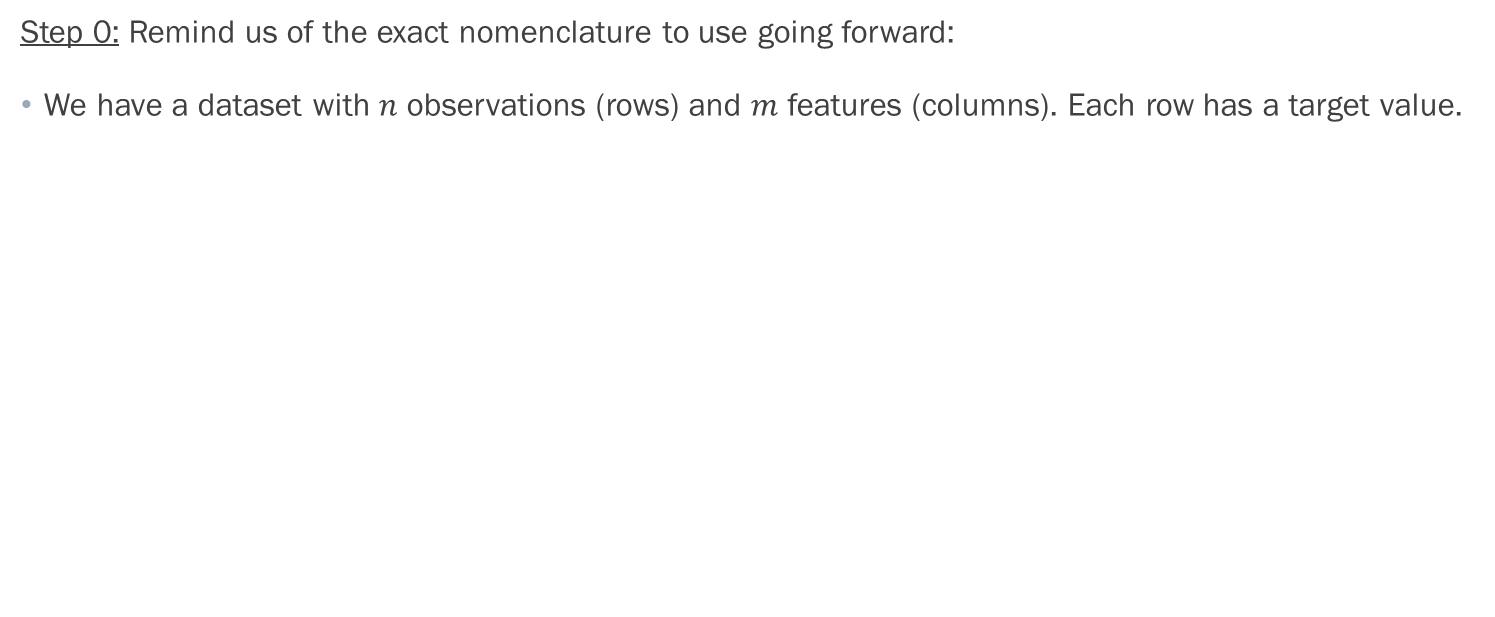 Step 0: Remind us of the exact nomenclature to use going forward:
• We have a dataset with n observations (rows) and m features (columns). Each row has a target value.